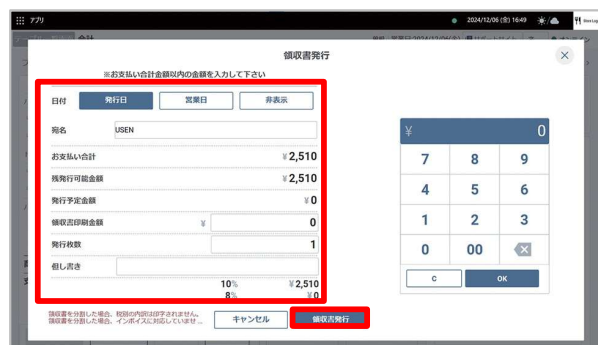 アプリ
2024/12/06 (金) 16:49
会計
領収書発行
※お支払い合計金額以内の金額を入力して下さい
日付 発行日 営業日 非表示
宛名 USEN
お支払い合計 ¥ 2,510
残発行可能金額 ¥ 2,510
発行予定金額 ¥ 0
領収書印刷金額 ¥ 0
発行枚数 1
但し書き
10% ¥ 2,510
8% ¥ 0
領収書を分割した場合、税別の内訳は印字されません。
領収書を分割した場合、インボイスに対応していませ...
キャンセル 領収書発行
¥ 0
7 8 9
4 5 6
1 2 3
0 00
C OK